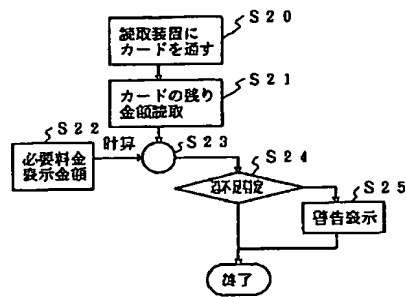 S20
読取装置に
カードを通す
S21
カードの残り
金額読取
S22
必要料金
表示金額
計算
S23
S24
過不足判定
S25
警告表示
終了